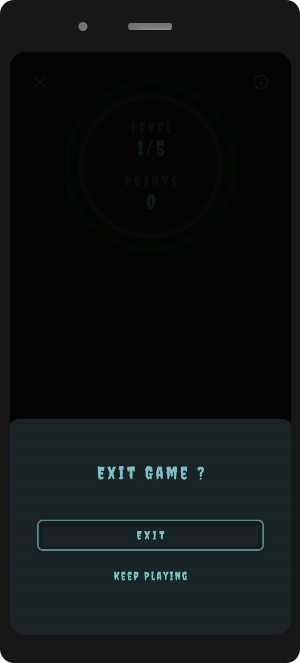 LEVEL
1/5
POINTS
0
EXIT GAME ?
EXIT
KEEP PLAYING